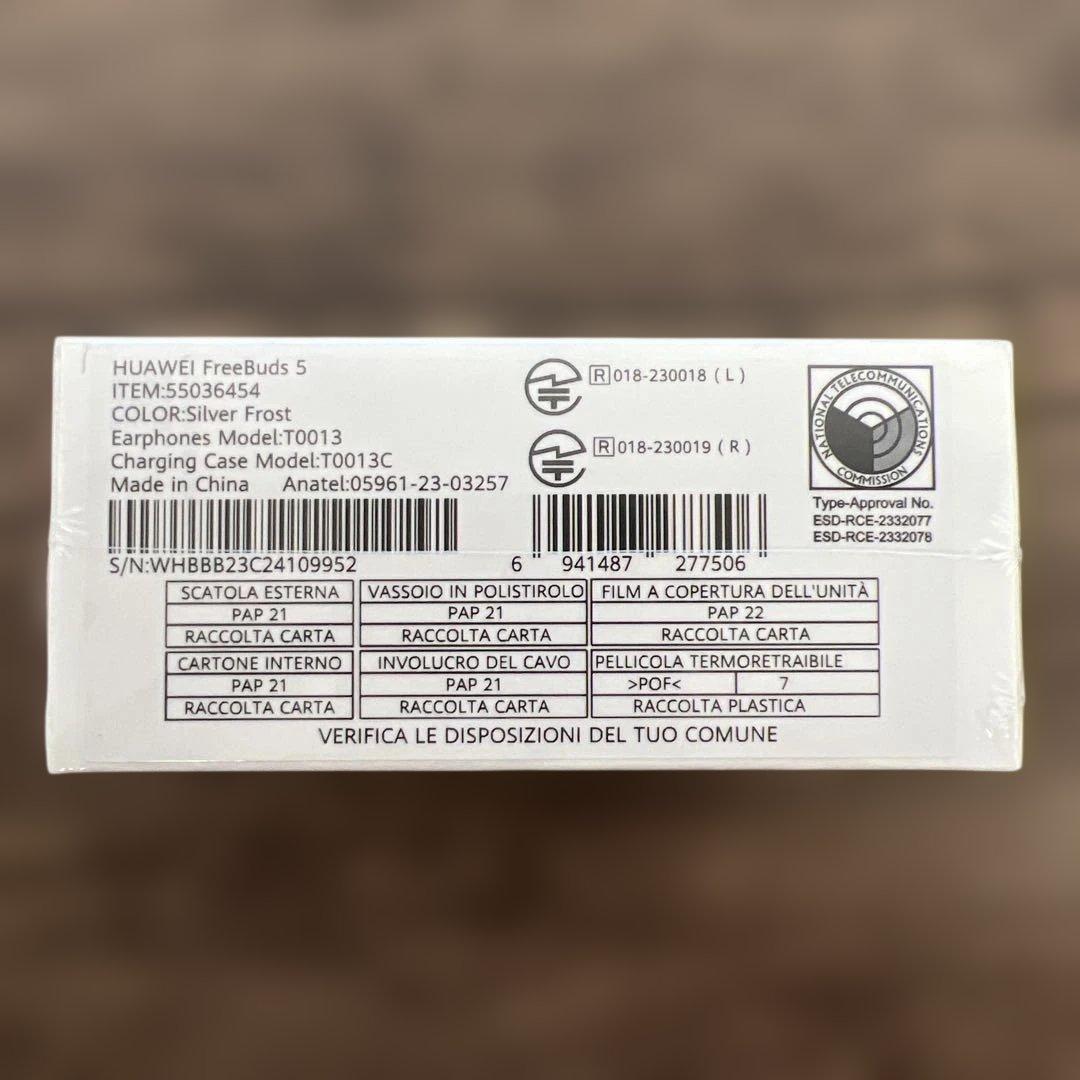 HUAWEI FreeBuds 5
ITEM:55036454
COLOR:Silver Frost
Earphones Model:T0013
Charging Case Model:T0013C
Made in China Anatel:05961-23-03257
S/N:WHBBB23C24109952
R 018-230018 ( L )
R 018-230019 ( R )
6 941487 277506
NATIONAL TELECOMMUNICATIONS
COMMISSION
Type-Approval No.
ESD-RCE-2332077
ESD-RCE-2332078
SCATOLA ESTERNA
PAP 21
RACCOLTA CARTA
VASSOIO IN POLISTIROLO
PAP 21
RACCOLTA CARTA
FILM A COPERTURA DELL'UNITÀ
PAP 22
RACCOLTA CARTA
CARTONE INTERNO
PAP 21
RACCOLTA CARTA
INVOLUCRO DEL CAVO
PAP 21
RACCOLTA CARTA
PELLICOLA TERMORETRAIBILE
>POF< 7
RACCOLTA PLASTICA
VERIFICA LE DISPOSIZIONI DEL TUO COMUNE